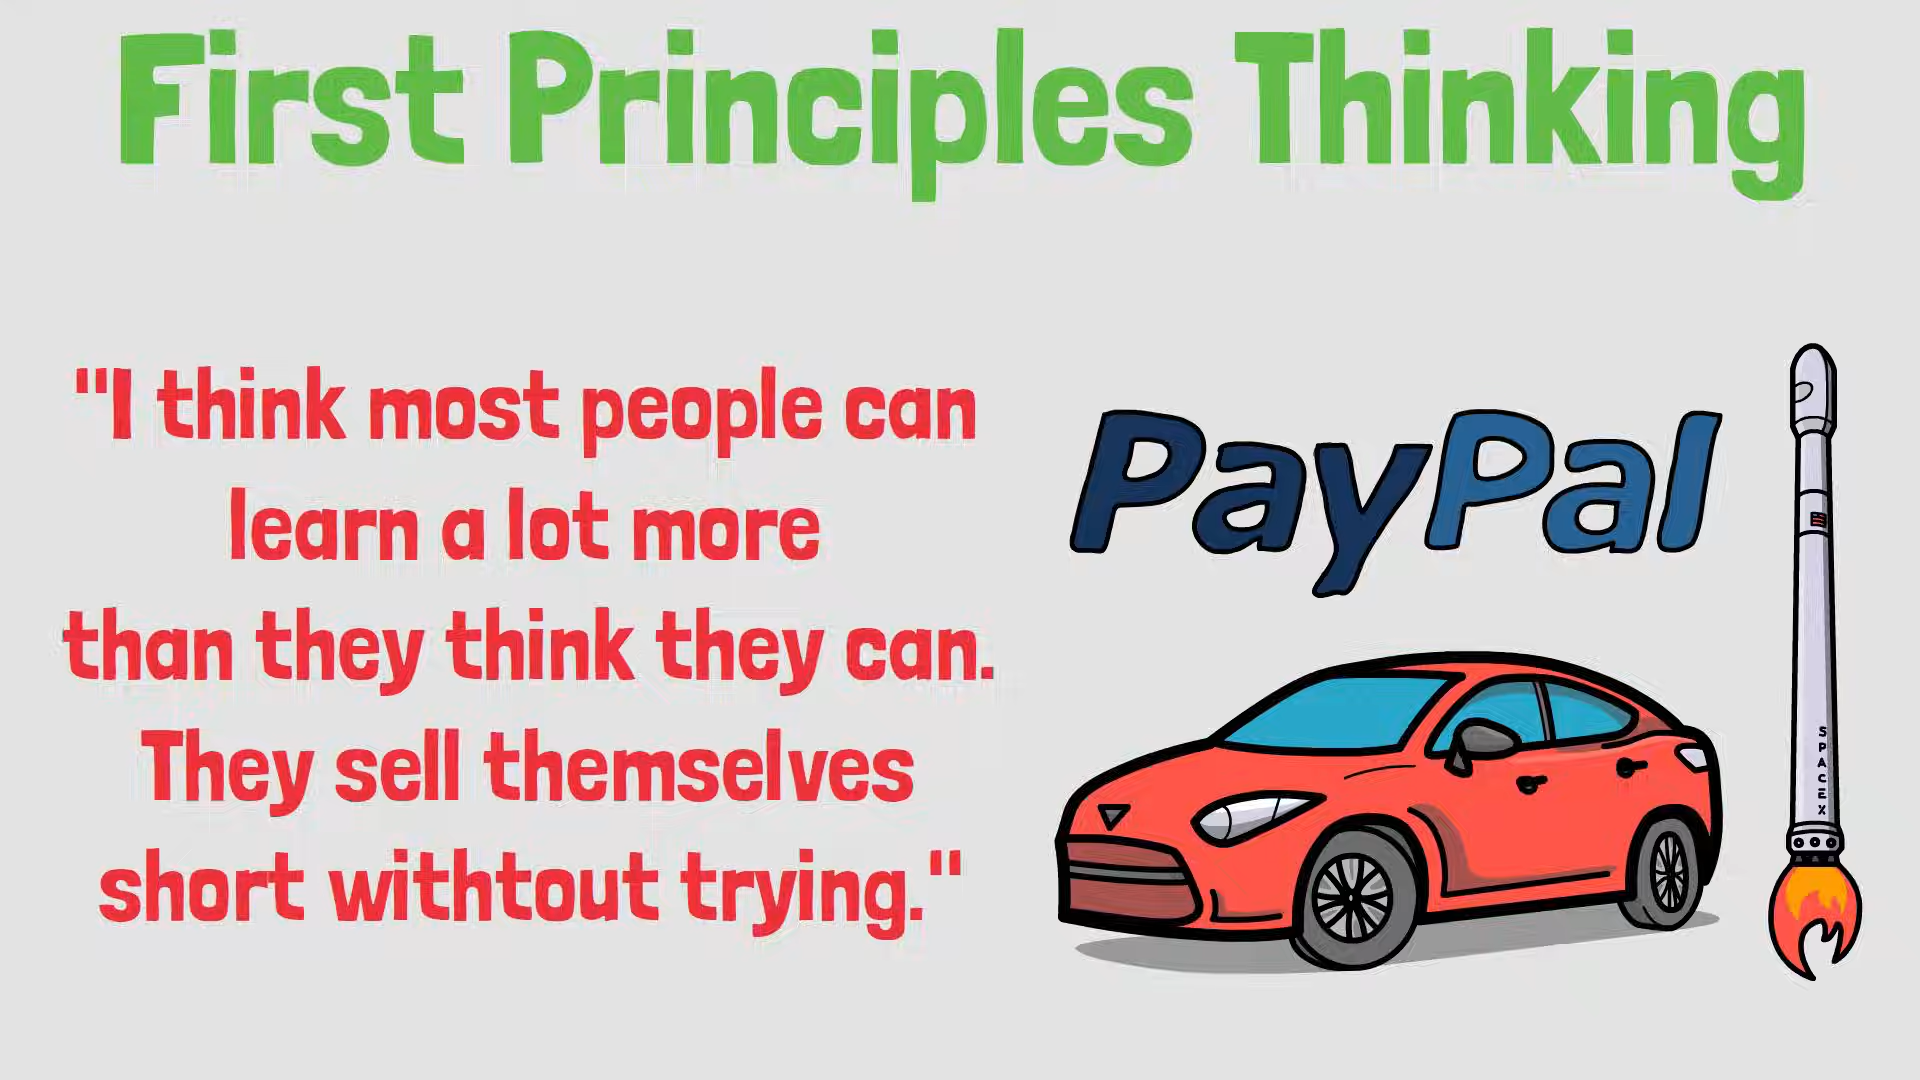 First Principles Thinking
"I think most people can
learn a lot more
than they think they can.
They sell themselves
short withtout trying."
PayPal
SPACEX